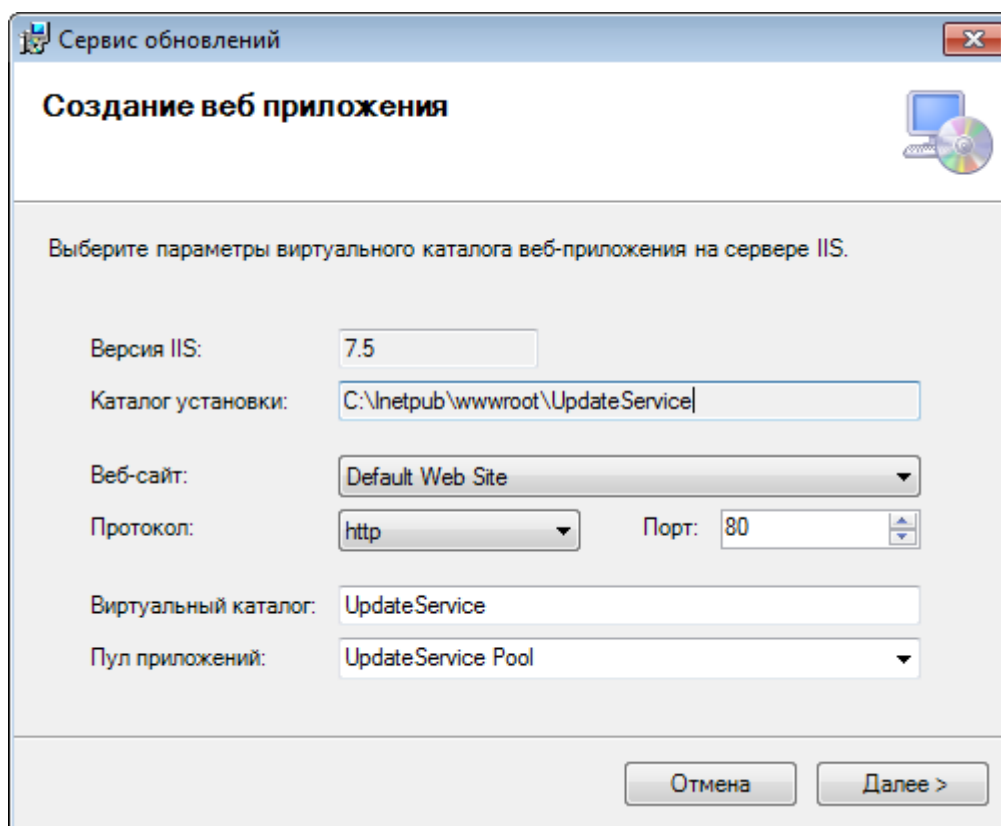 Сервис обновлений
Создание веб приложения
Выберите параметры виртуального каталога веб-приложения на сервере IIS.
Версия IIS: 7.5
Каталог установки: C:\Inetpub\wwwroot\UpdateService
Веб-сайт: Default Web Site
Протокол: http Порт: 80
Виртуальный каталог: UpdateService
Пул приложений: UpdateService Pool
Отмена Далее >